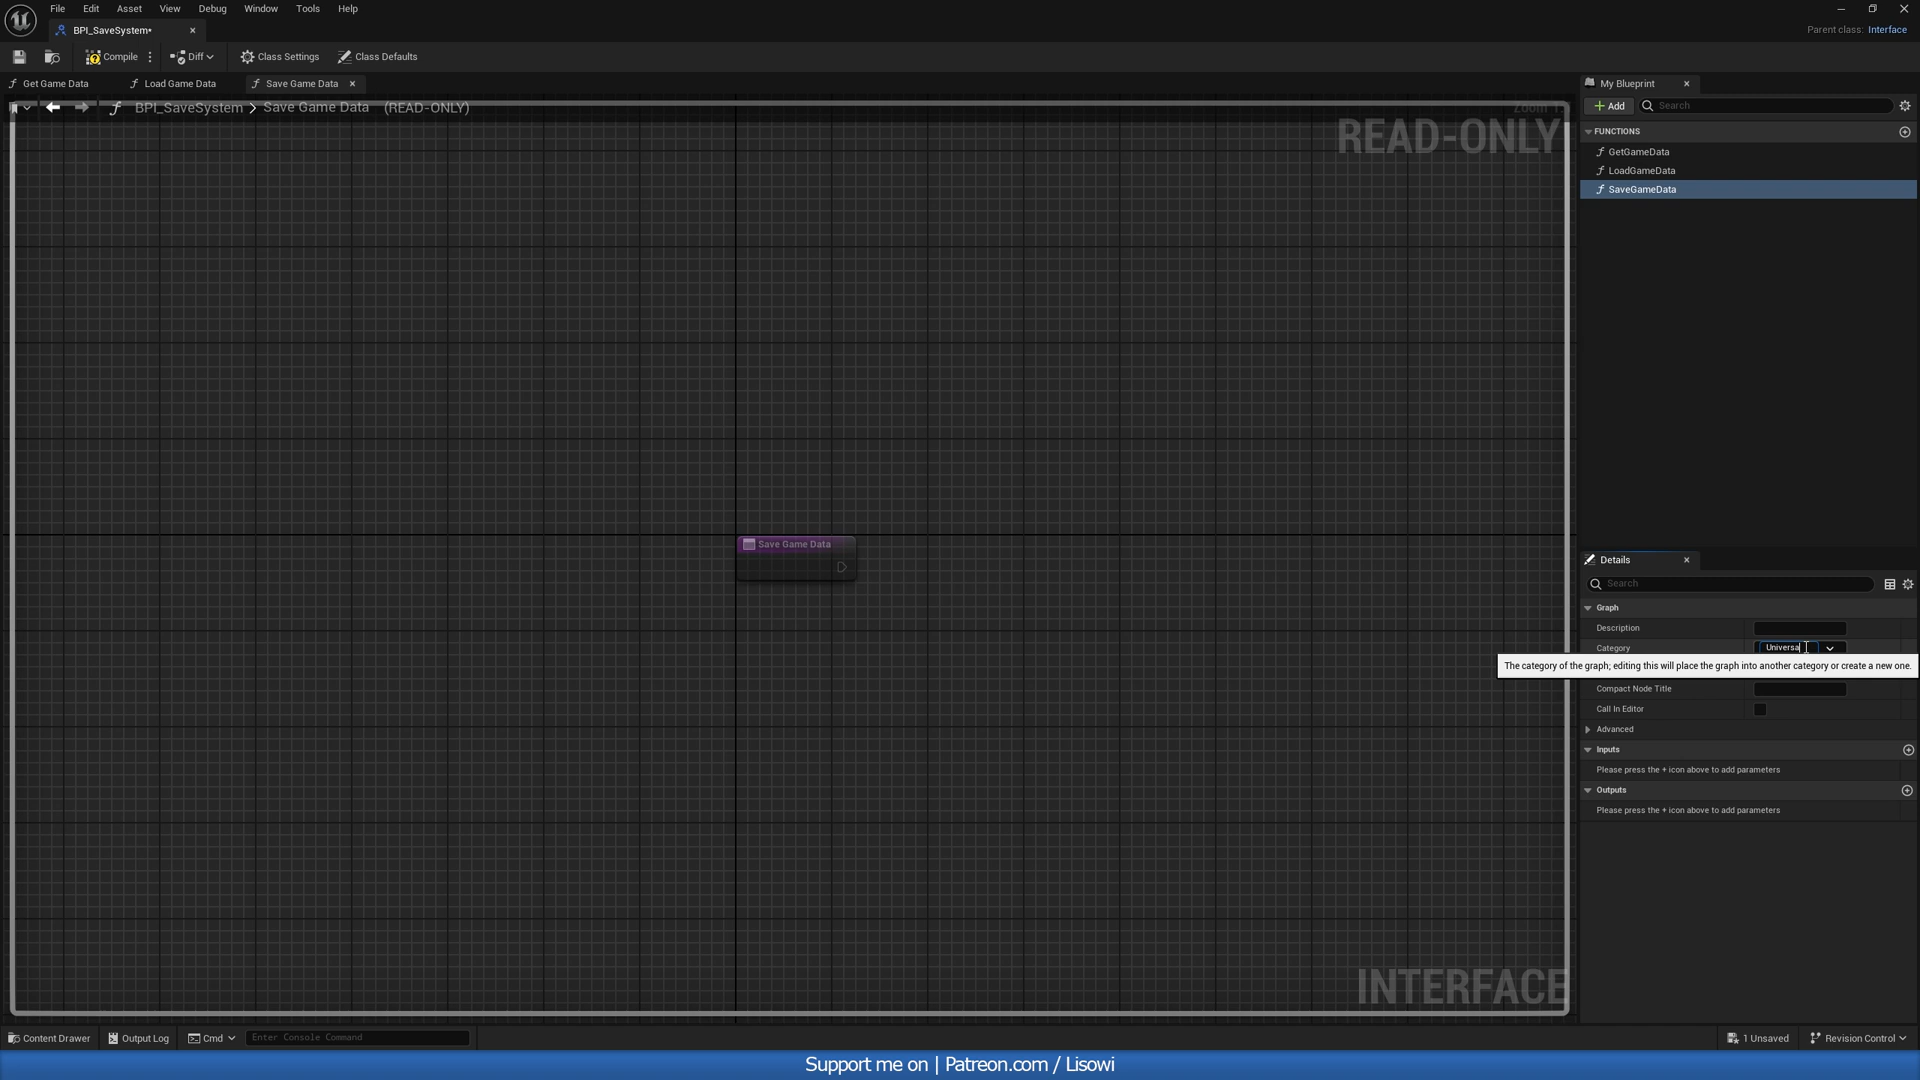 File Edit Asset View Debug Window Tools Help
BPI_SaveSystem•
Parent class: Interface
Compile Diff Class Settings Class Defaults
Get Game Data Load Game Data Save Game Data
My Blueprint
BPI_SaveSystem > Save Game Data (READ-ONLY)
+ Add Search
READ-ONLY
FUNCTIONS
GetGameData
LoadGameData
SaveGameData
Save Game Data
Details
Search
Graph
Description
Category Universa
The category of the graph; editing this will place the graph into another category or create a new one.
Compact Node Title
Call In Editor
Advanced
Inputs
Please press the + icon above to add parameters
Outputs
Please press the + icon above to add parameters
INTERFACE
Content Drawer Output Log Cmd Enter Console Command
1 Unsaved Revision Control
Support me on | Patreon.com / Lisowi